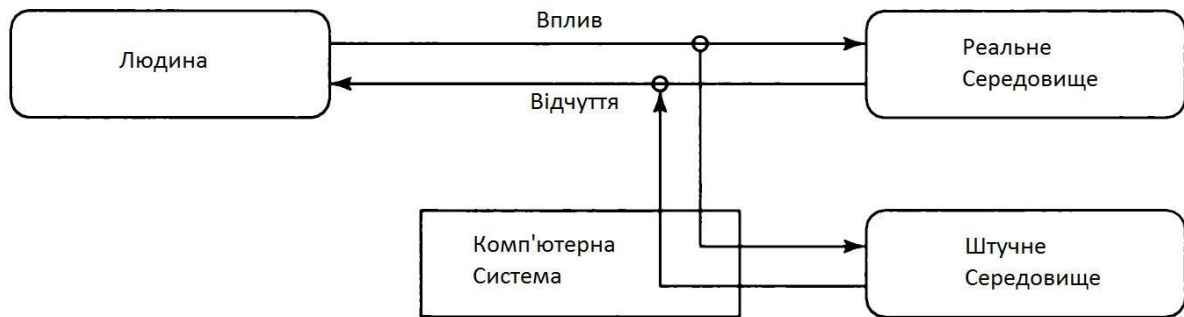 Вплив
Людина
Реальне
Середовище
Відчуття
Комп'ютерна
Система
Штучне
Середовище